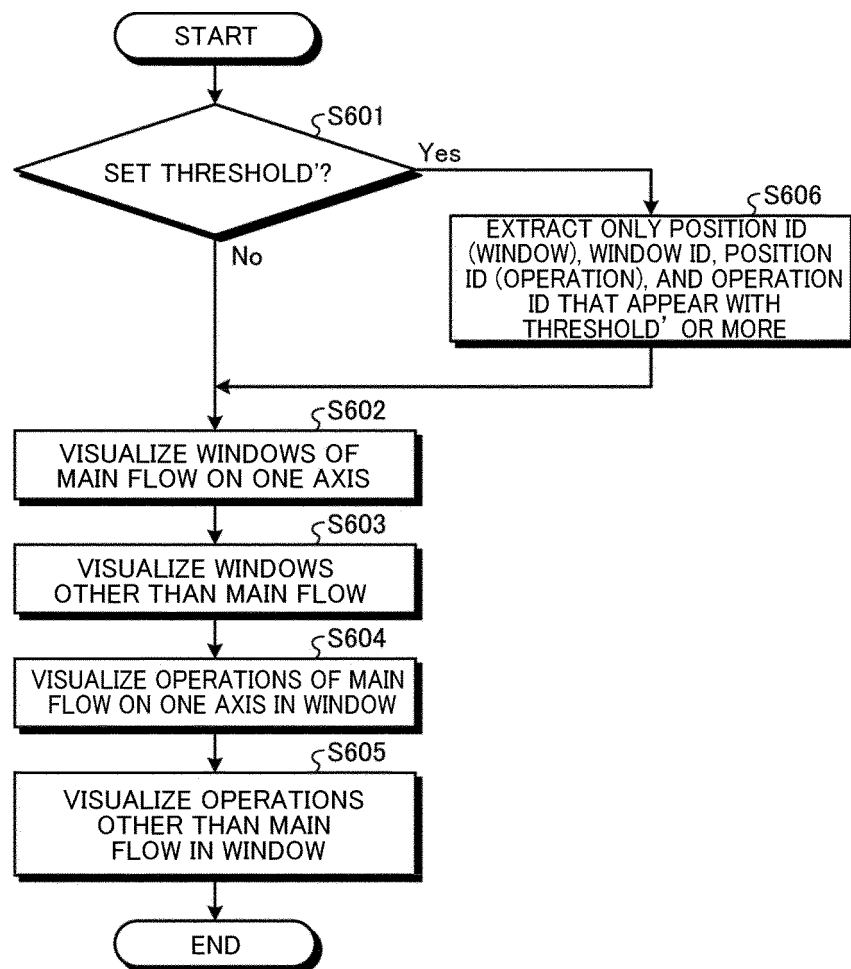 START
S601
SET THRESHOLD'?
Yes
No
S606
EXTRACT ONLY POSITION ID
(WINDOW), WINDOW ID, POSITION
ID (OPERATION), AND OPERATION
ID THAT APPEAR WITH
THRESHOLD' OR MORE
S602
VISUALIZE WINDOWS OF
MAIN FLOW ON ONE AXIS
S603
VISUALIZE WINDOWS
OTHER THAN MAIN FLOW
S604
VISUALIZE OPERATIONS OF MAIN
FLOW ON ONE AXIS IN WINDOW
S605
VISUALIZE OPERATIONS
OTHER THAN MAIN
FLOW IN WINDOW
END